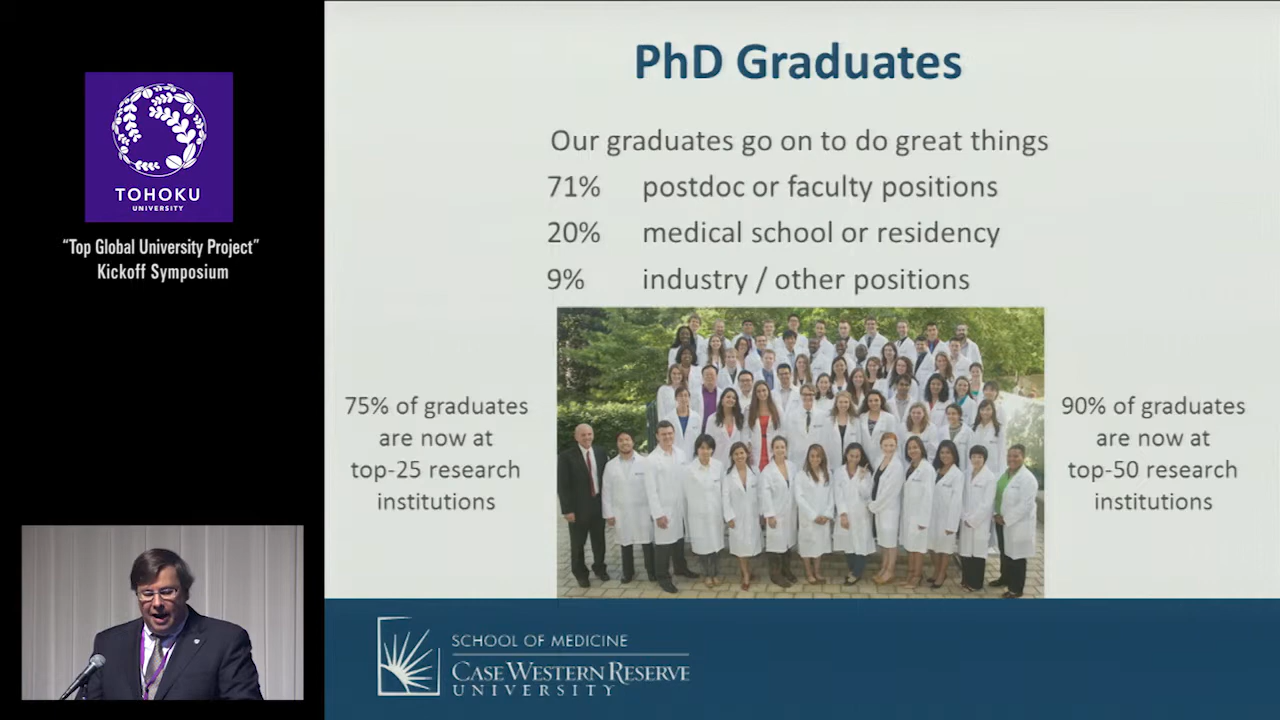 TOHOKU
UNIVERSITY
“Top Global University Project”
Kickoff Symposium
PhD Graduates
Our graduates go on to do great things
71% postdoc or faculty positions
20% medical school or residency
9% industry / other positions
75% of graduates
are now at
top-25 research
institutions
90% of graduates
are now at
top-50 research
institutions
SCHOOL OF MEDICINE
CASE WESTERN RESERVE
UNIVERSITY